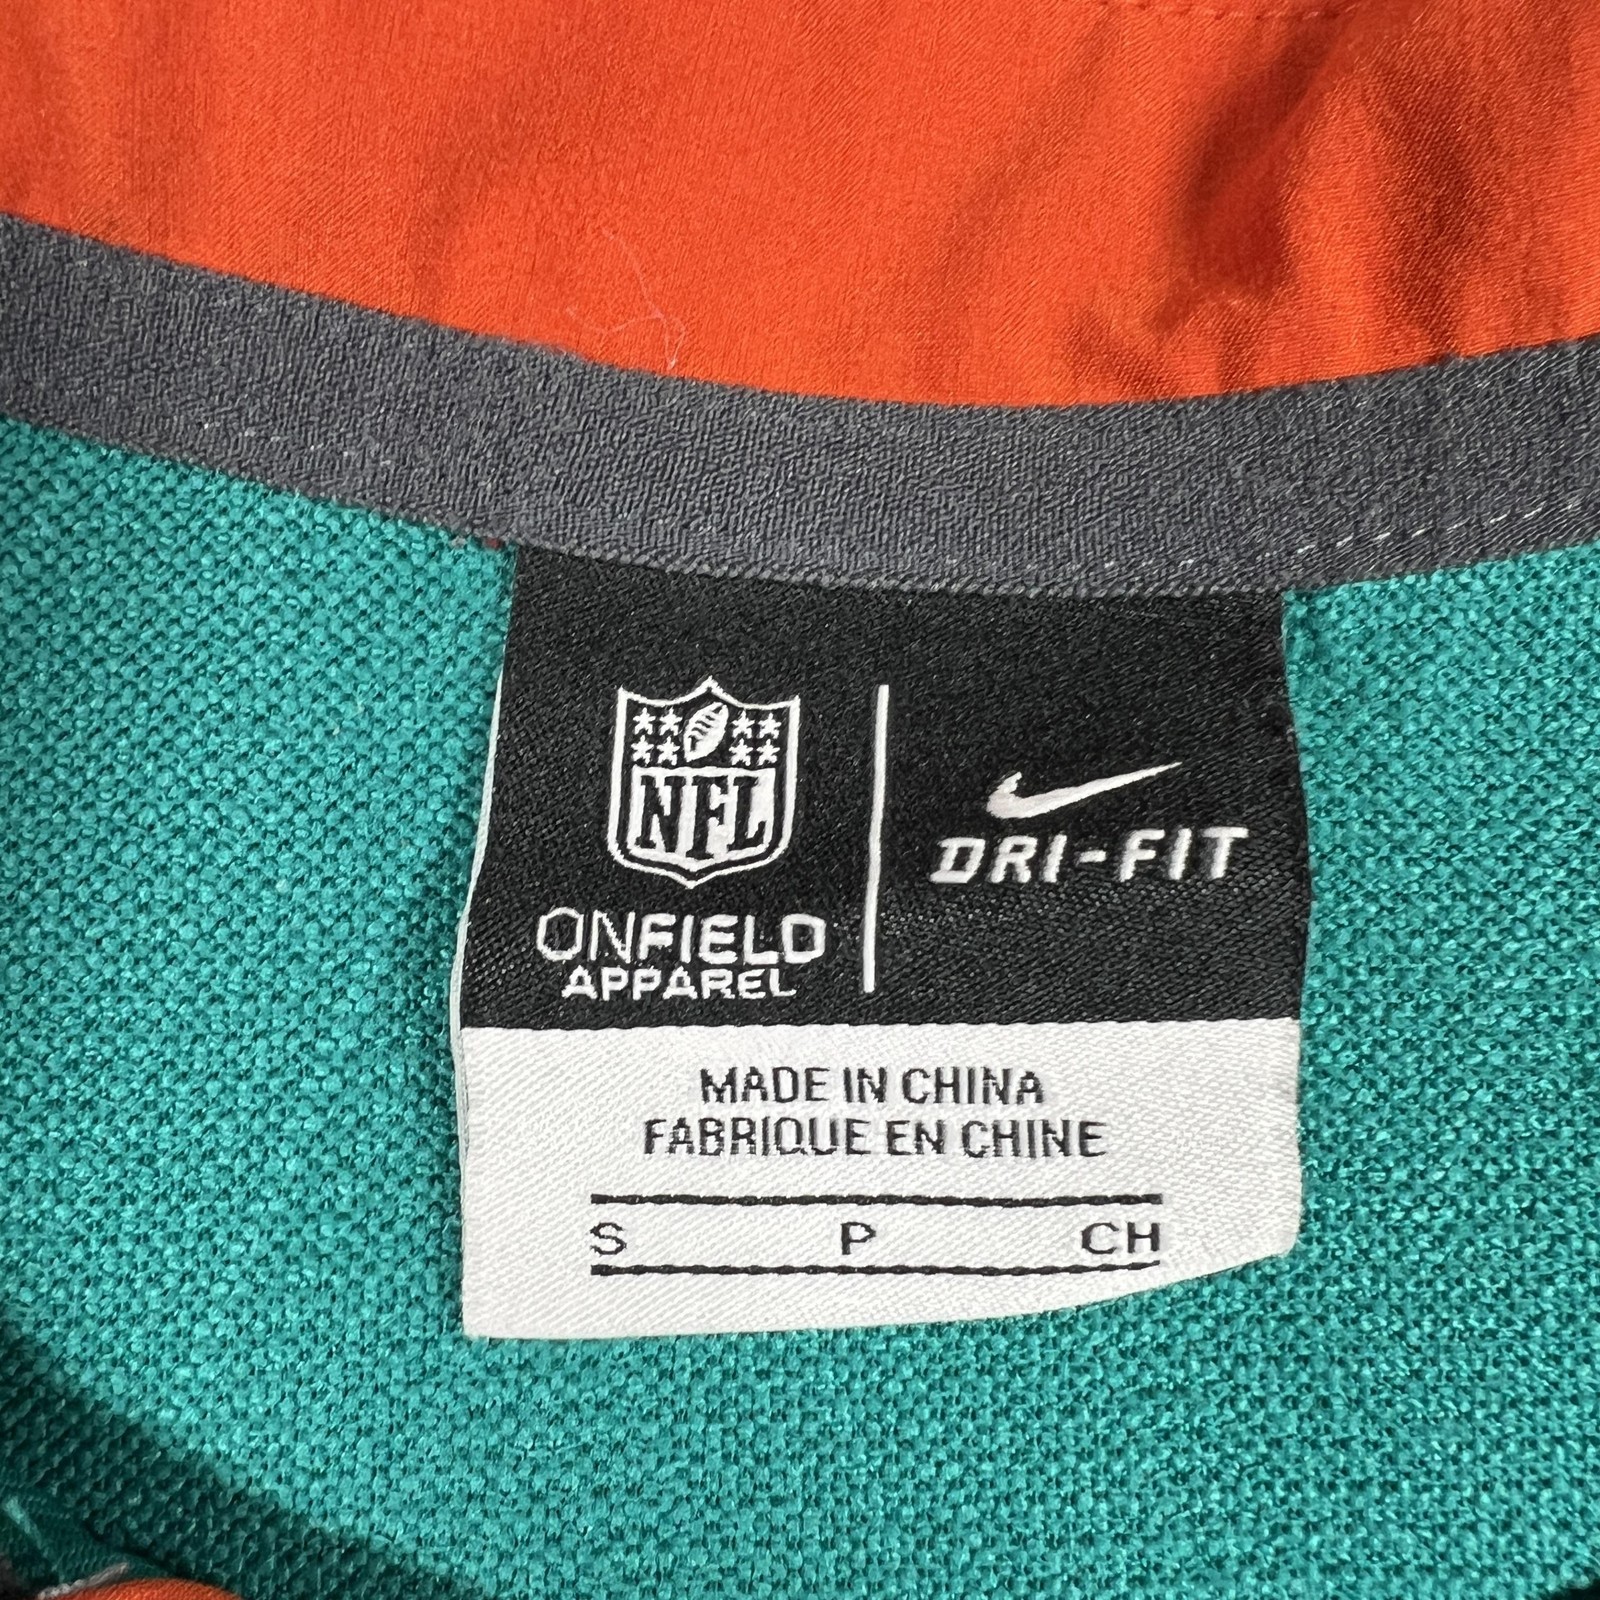 NFL
ONFIELD
APPAREL
DRI-FIT
MADE IN CHINA
FABRIQUE EN CHINE
S P CH